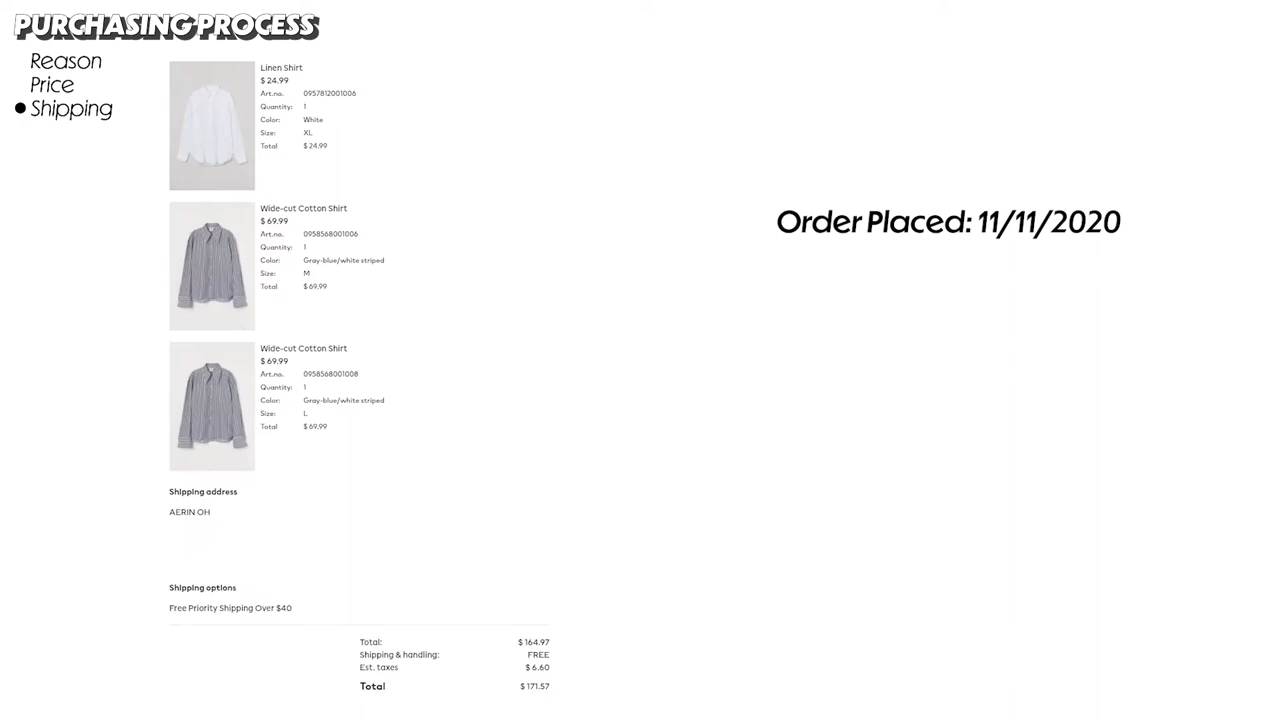 PURCHASING PROCESS
Reason
Price
Shipping
Linen Shirt
$ 24.99
Art.no. 0957812001006
Quantity: 1
Color: White
Size: XL
Total $ 24.99
Wide-cut Cotton Shirt
$ 69.99
Art.no. 0958568001006
Quantity: 1
Color: Gray-blue/white striped
Size: M
Total $ 69.99
Wide-cut Cotton Shirt
$ 69.99
Art.no. 0958568001008
Quantity: 1
Color: Gray-blue/white striped
Size: L
Total $ 69.99
Shipping address
AERIN OH
Shipping options
Free Priority Shipping Over $40
Total: $ 164.97
Shipping & handling: FREE
Est. taxes $ 6.60
Total $ 171.57
Order Placed: 11/11/2020